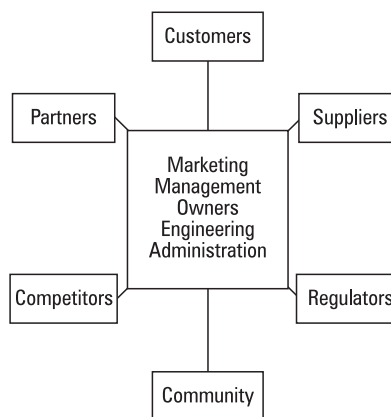 Customers
Partners
Suppliers
Marketing
Management
Owners
Engineering
Administration
Competitors
Regulators
Community